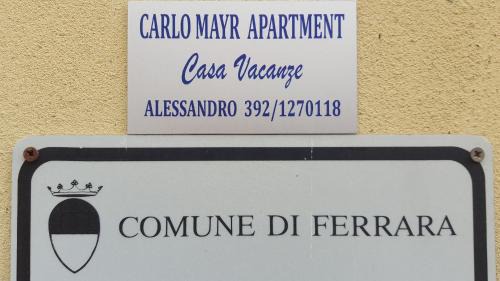 CARLO MAYR APARTMENT
Casa Vacanze
ALESSANDRO 392/1270118
COMUNE DI FERRARA